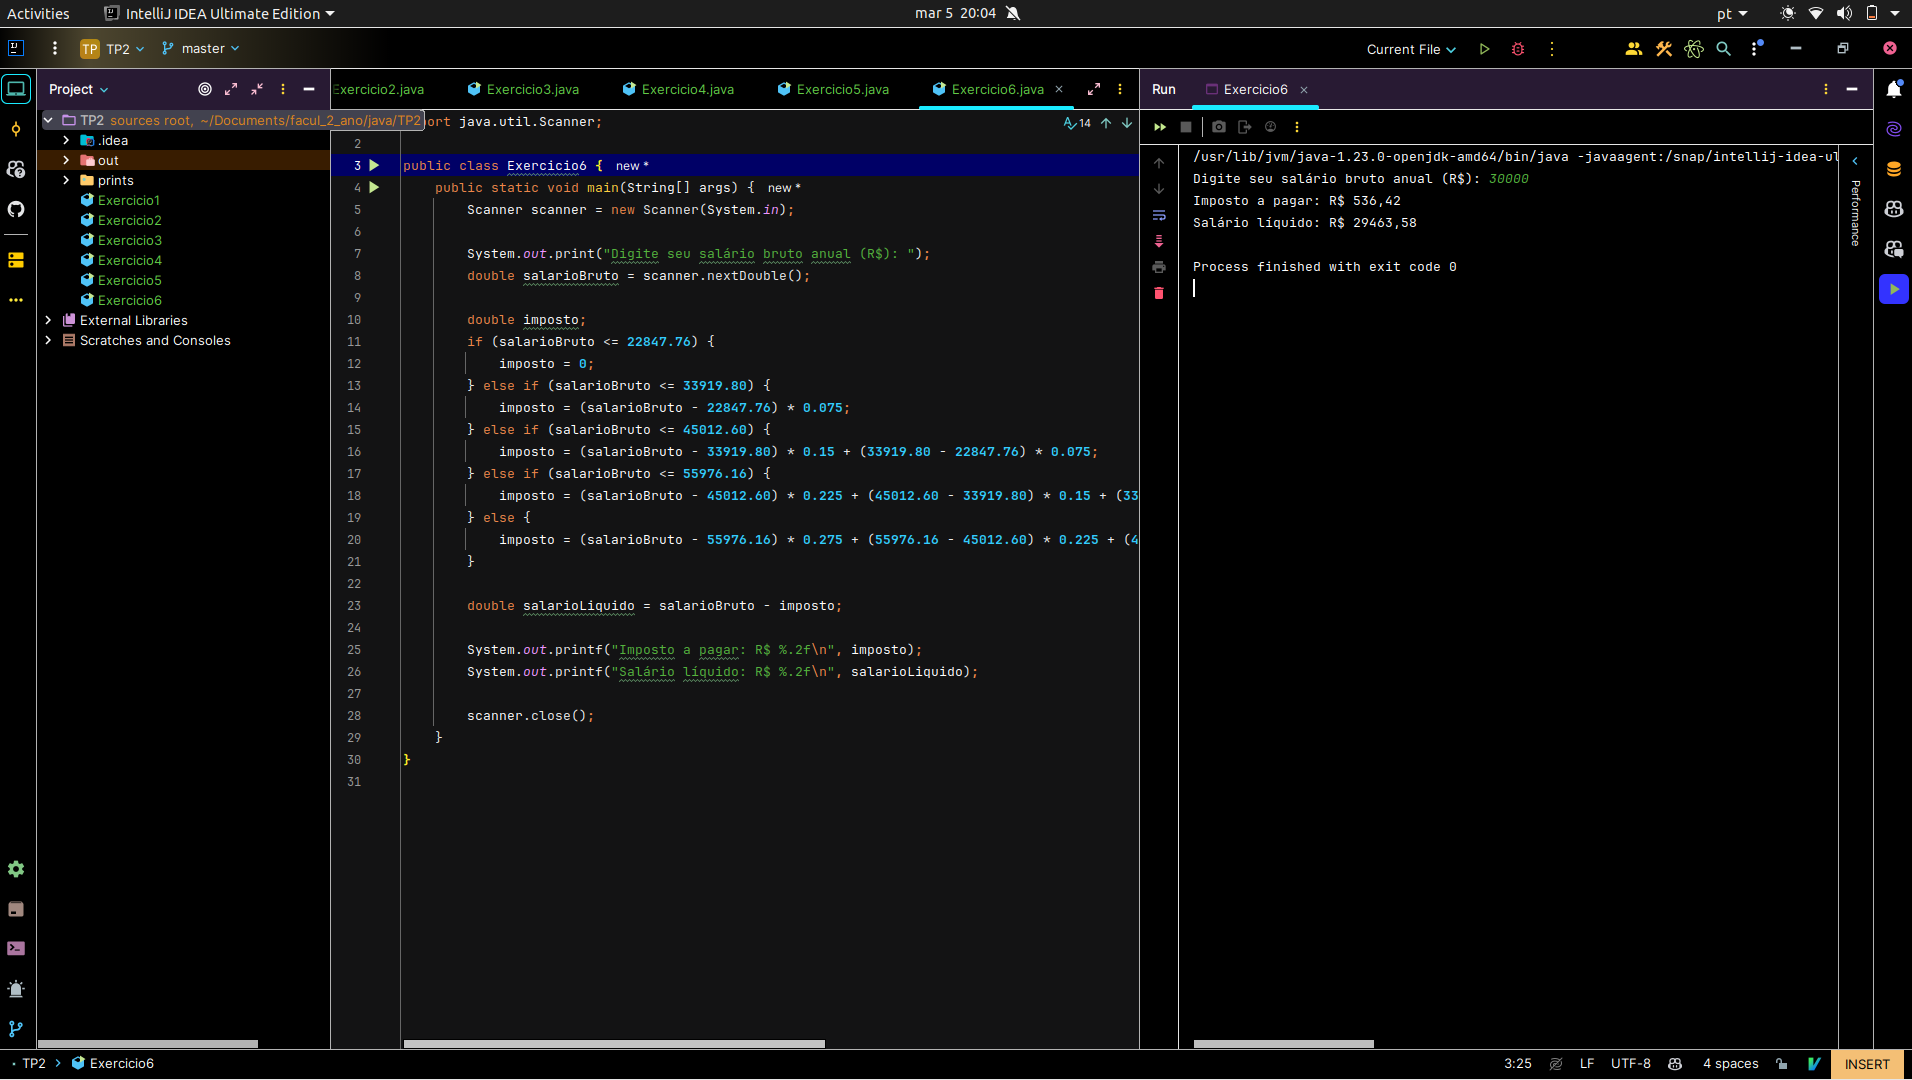 Activities
IntelliJ IDEA Ultimate Edition
mar 5 20:04
pt
TP TP2
master
Current File
Project
Exercicio2.java
Exercicio3.java
Exercicio4.java
Exercicio5.java
Exercicio6.java
Run
Exercicio6
TP2 sources root, ~/Documents/facul_2_ano/java/TP2
.idea
out
prints
Exercicio1
Exercicio2
Exercicio3
Exercicio4
Exercicio5
Exercicio6
External Libraries
Scratches and Consoles
ort java.util.Scanner;
14
2
3 public class Exercicio6 { new *
4 public static void main(String[] args) { new *
5 Scanner scanner = new Scanner(System.in);
6
7 System.out.print("Digite seu salário bruto anual (R$): ");
8 double salarioBruto = scanner.nextDouble();
9
10 double imposto;
11 if (salarioBruto <= 22847.76) {
12 imposto = 0;
13 } else if (salarioBruto <= 33919.80) {
14 imposto = (salarioBruto - 22847.76) * 0.075;
15 } else if (salarioBruto <= 45012.60) {
16 imposto = (salarioBruto - 33919.80) * 0.15 + (33919.80 - 22847.76) * 0.075;
17 } else if (salarioBruto <= 55976.16) {
18 imposto = (salarioBruto - 45012.60) * 0.225 + (45012.60 - 33919.80) * 0.15 + (33
19 } else {
20 imposto = (salarioBruto - 55976.16) * 0.275 + (55976.16 - 45012.60) * 0.225 + (4
21 }
22
23 double salarioLiquido = salarioBruto - imposto;
24
25 System.out.printf("Imposto a pagar: R$ %.2f\n", imposto);
26 System.out.printf("Salário líquido: R$ %.2f\n", salarioLiquido);
27
28 scanner.close();
29 }
30 }
31
/usr/lib/jvm/java-1.23.0-openjdk-amd64/bin/java -javaagent:/snap/intellij-idea-ul
Digite seu salário bruto anual (R$): 30000
Imposto a pagar: R$ 536,42
Salário líquido: R$ 29463,58
Process finished with exit code 0
Performance
TP2
Exercicio6
3:25
LF
UTF-8
4 spaces
INSERT